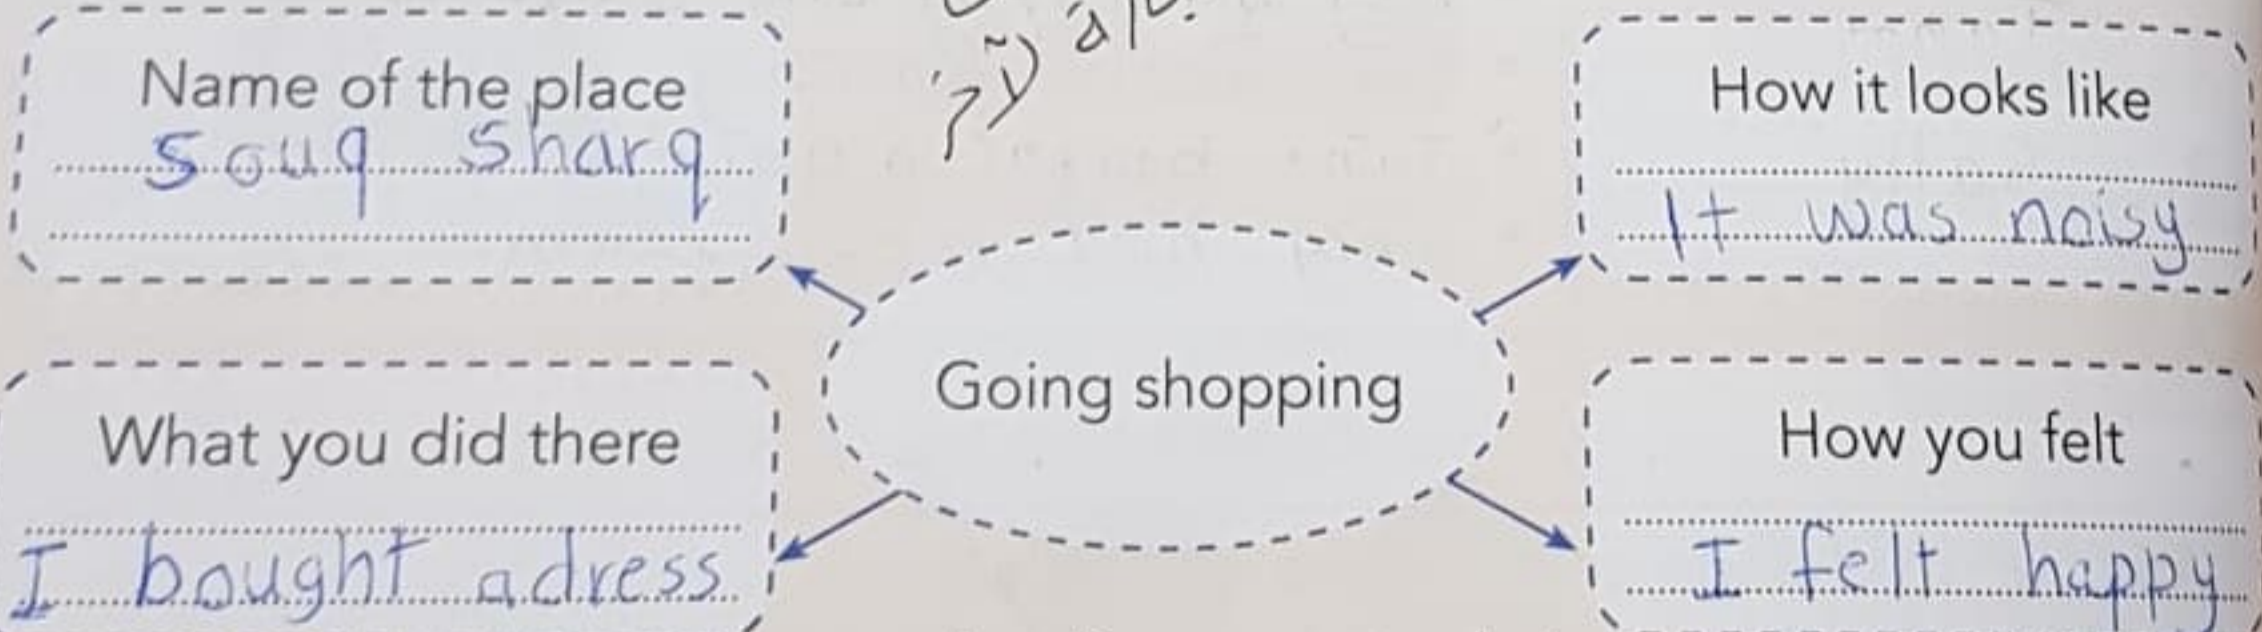 Name of the place
Souq Sharq
How it looks like
It was noisy
Going shopping
What you did there
I bought adress
How you felt
I felt happy